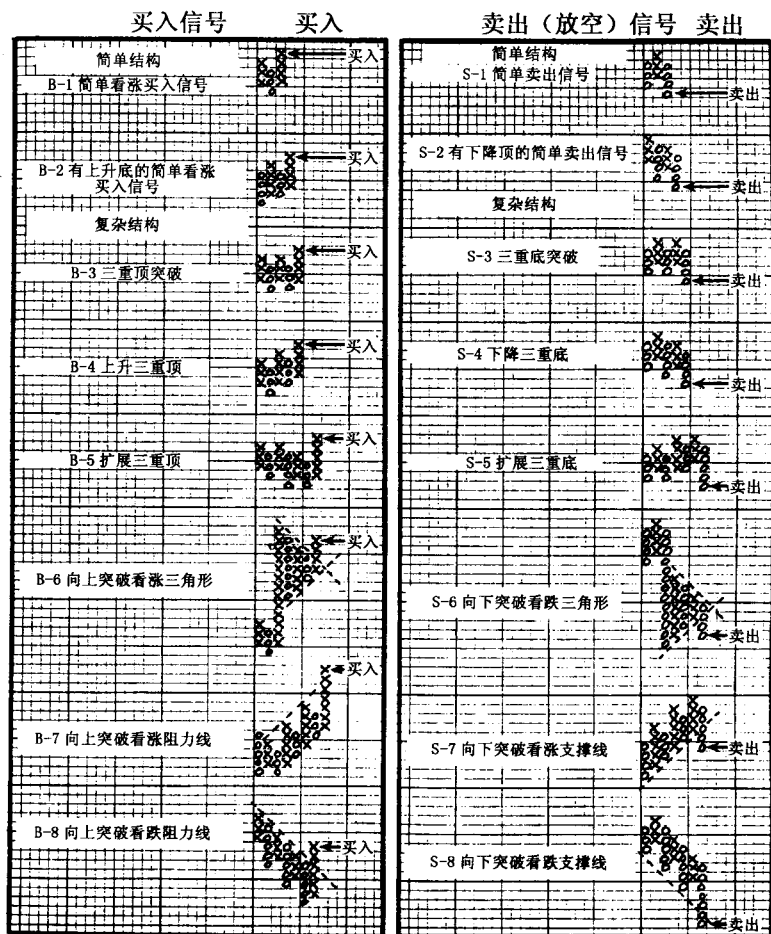 买入信号 买入
简单结构
买入
B-1 简单看涨买入信号
买入
B-2 有上升底的简单看涨
买入信号
复杂结构
买入
B-3 三重顶突破
买入
B-4 上升三重顶
买入
B-5 扩展三重顶
买入
B-6 向上突破看涨三角形
买入
B-7 向上突破看涨阻力线
B-8 向上突破看跌阻力线
买入
卖出（放空）信号 卖出
简单结构
S-1 简单卖出信号
卖出
S-2 有下降顶的简单卖出信号
卖出
复杂结构
S-3 三重底突破
卖出
S-4 下降三重底
卖出
S-5 扩展三重底
卖出
S-6 向下突破看跌三角形
卖出
S-7 向下突破看涨支撑线
卖出
S-8 向下突破看跌支撑线
卖出